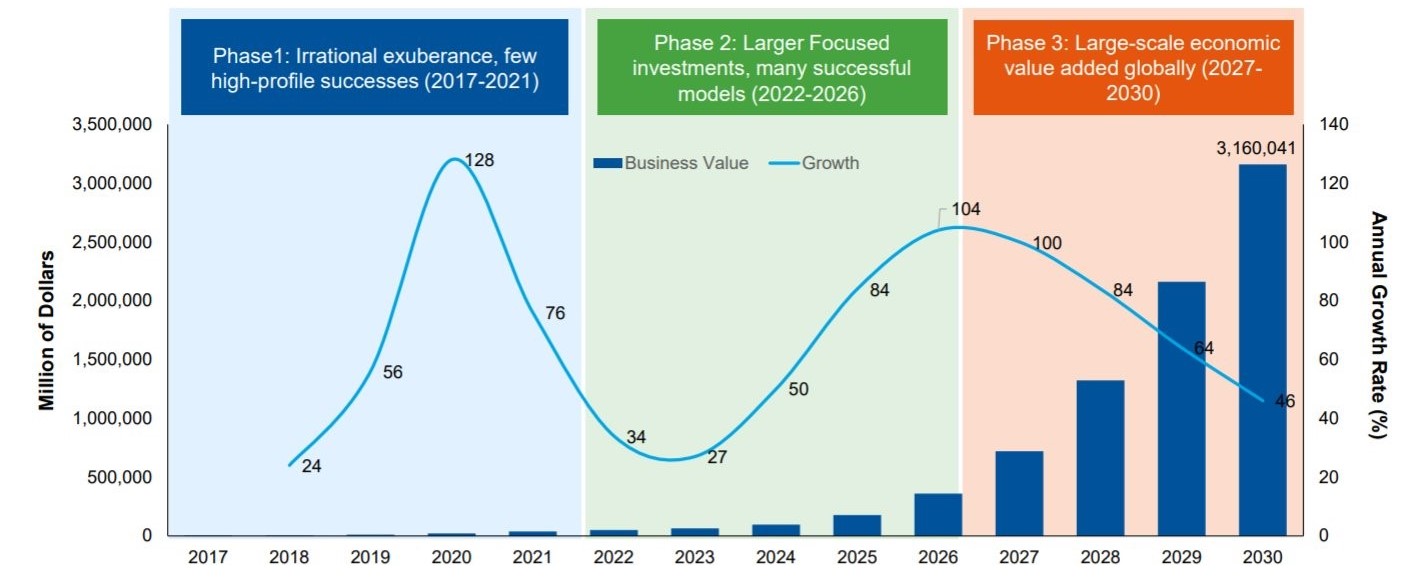 Phase1: Irrational exuberance, few
high-profile successes (2017-2021)
Phase 2: Larger Focused
investments, many successful
models (2022-2026)
Phase 3: Large-scale economic
value added globally (2027-
2030)
Million of Dollars
3,500,000
3,000,000
2,500,000
2,000,000
1,500,000
1,000,000
500,000
0
Business Value
Growth
24
56
128
76
34
27
50
84
104
100
84
64
46
3,160,041
140
120
100
80
60
40
20
0
Annual Growth Rate (%)
2017 2018 2019 2020 2021 2022 2023 2024 2025 2026 2027 2028 2029 2030